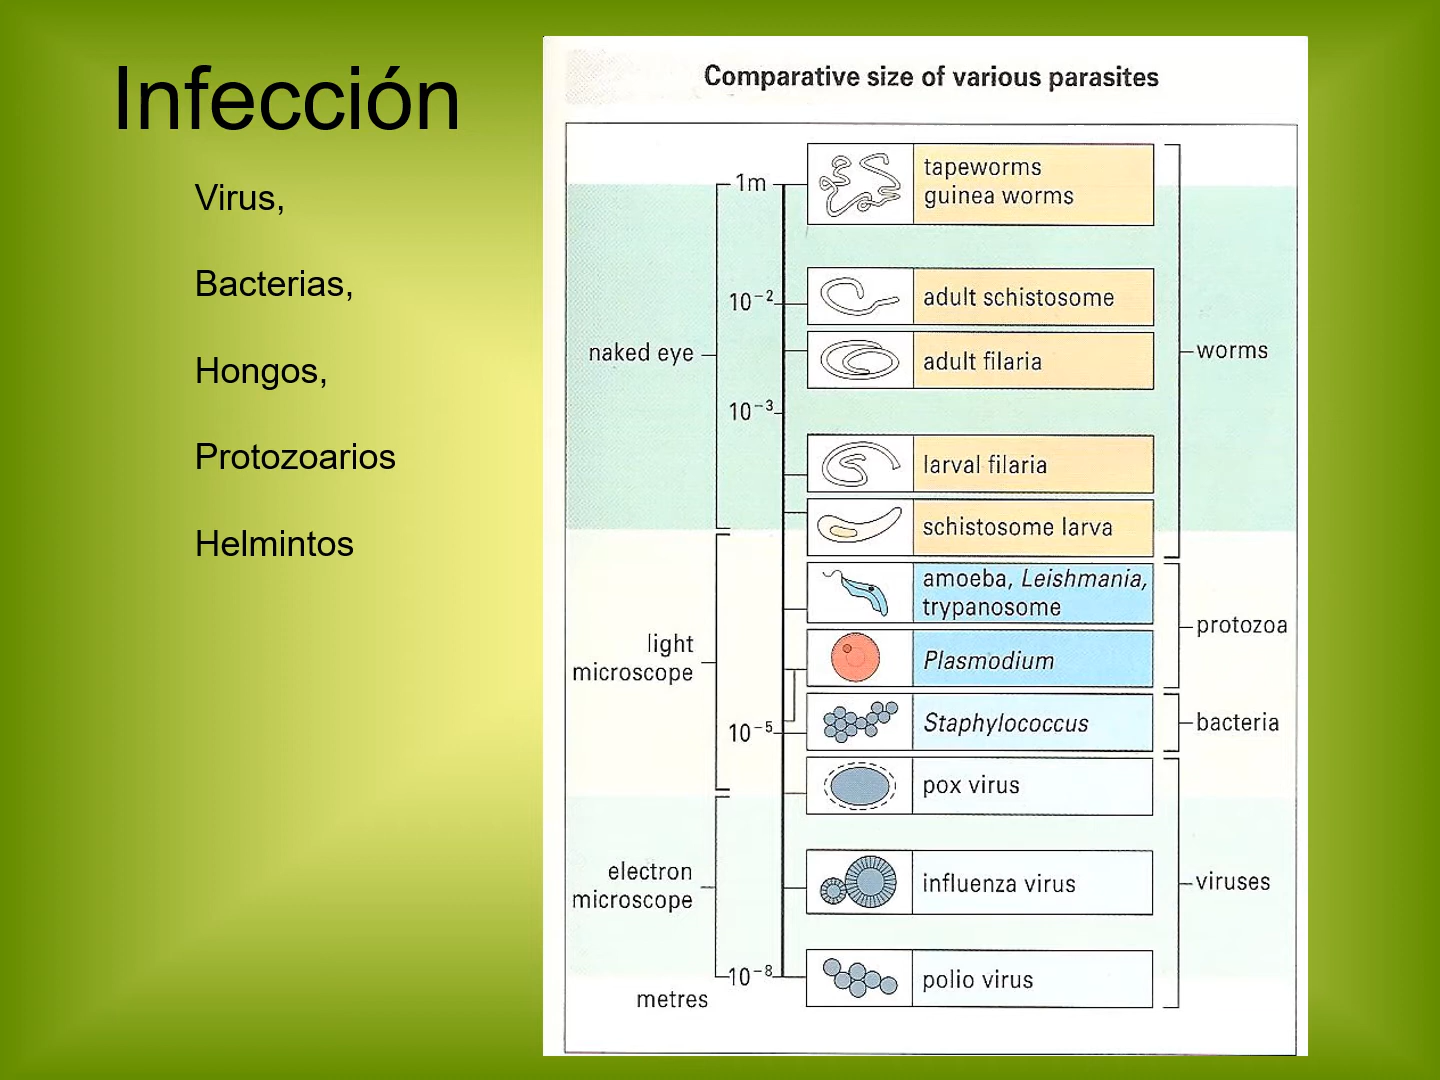 Infección
Virus,
Bacterias,
Hongos,
Protozoarios
Helmintos
Comparative size of various parasites
1m
10⁻²
10⁻³
10⁻⁵
10⁻⁸
metres
naked eye
light
microscope
electron
microscope
tapeworms
guinea worms
adult schistosome
adult filaria
larval filaria
schistosome larva
amoeba, Leishmania,
trypanosome
Plasmodium
Staphylococcus
pox virus
influenza virus
polio virus
worms
protozoa
bacteria
viruses